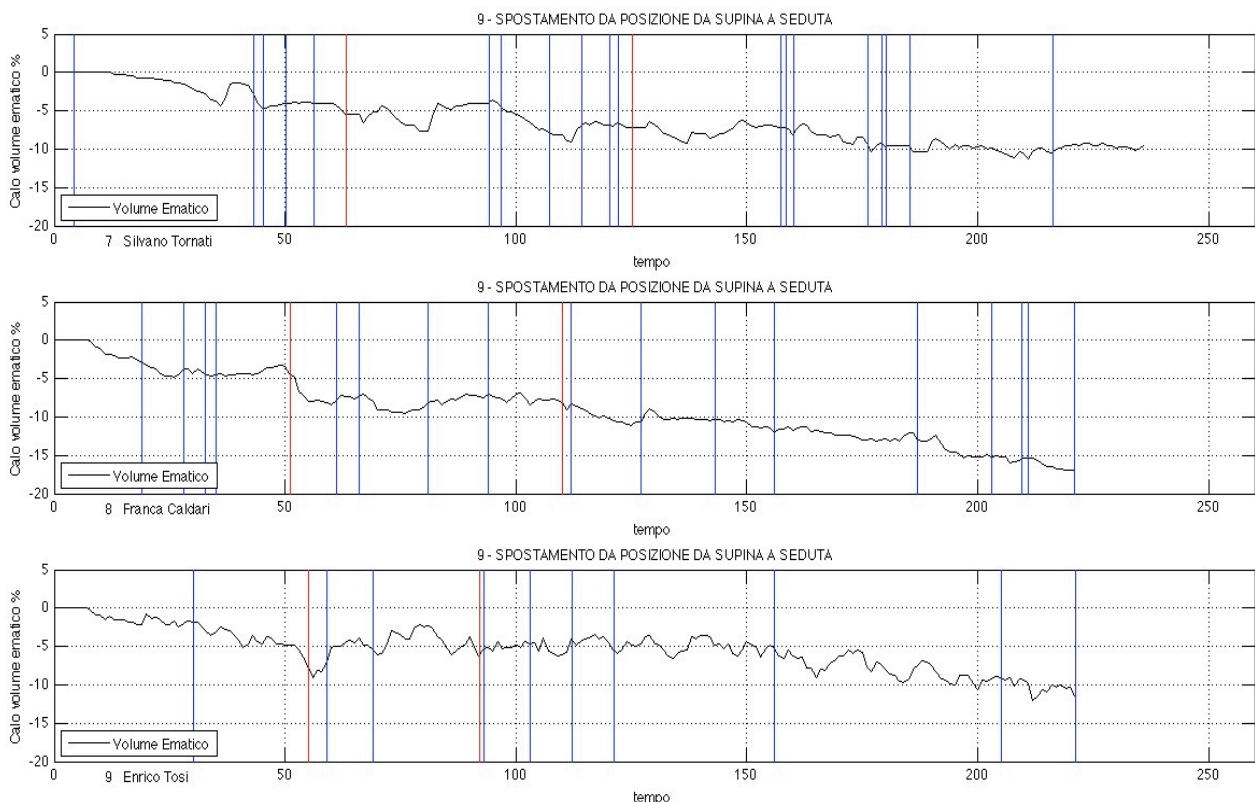 9 - SPOSTAMENTO DA POSIZIONE DA SUPINA A SEDUTA
Calo volume ematico %
5
0
-5
-10
-15
-20
Volume Ematico
0 50 100 150 200 250
7 Silvano Tornati
tempo
9 - SPOSTAMENTO DA POSIZIONE DA SUPINA A SEDUTA
Calo volume ematico %
5
0
-5
-10
-15
-20
Volume Ematico
0 50 100 150 200 250
8 Franca Caldari
tempo
9 - SPOSTAMENTO DA POSIZIONE DA SUPINA A SEDUTA
Calo volume ematico %
5
0
-5
-10
-15
-20
Volume Ematico
0 50 100 150 200 250
9 Enrico Tosi
tempo